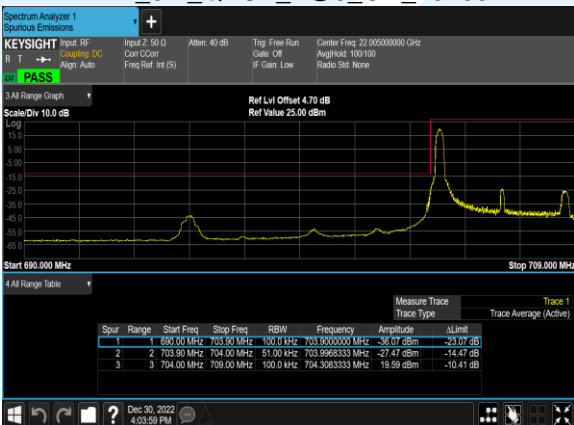 Spectrum Analyzer 1
Spurious Emissions
+
KEYSIGHT Input: RF Input Z: 50 Ω Atten: 40 dB Trig: Free Run Center Freq: 22.005000000 GHz
R T Coupling: DC Corr CCorr Gate: Off Avg|Hold: 100/100
Align: Auto Freq Ref: Int (S) IF Gain: Low Radio Std: None
PASS
3 All Range Graph
Ref Lvl Offset 4.70 dB
Scale/Div 10.0 dB Ref Value 25.00 dBm
Log
15.0
5.00
-5.00
-15.0
-25.0
-35.0
-45.0
-55.0
-65.0
Start 690.000 MHz Stop 709.000 MHz
4 All Range Table
Measure Trace Trace 1
Trace Type Trace Average (Active)
Spur Range Start Freq Stop Freq RBW Frequency Amplitude ΔLimit
1 1 690.00 MHz 703.90 MHz 100.0 kHz 703.9000000 MHz -36.07 dBm -23.07 dB
2 2 703.90 MHz 704.00 MHz 51.00 kHz 703.9968333 MHz -27.47 dBm -14.47 dB
3 3 704.00 MHz 709.00 MHz 100.0 kHz 704.3083333 MHz 19.59 dBm -10.41 dB
? Dec 30, 2022
4:03:59 PM